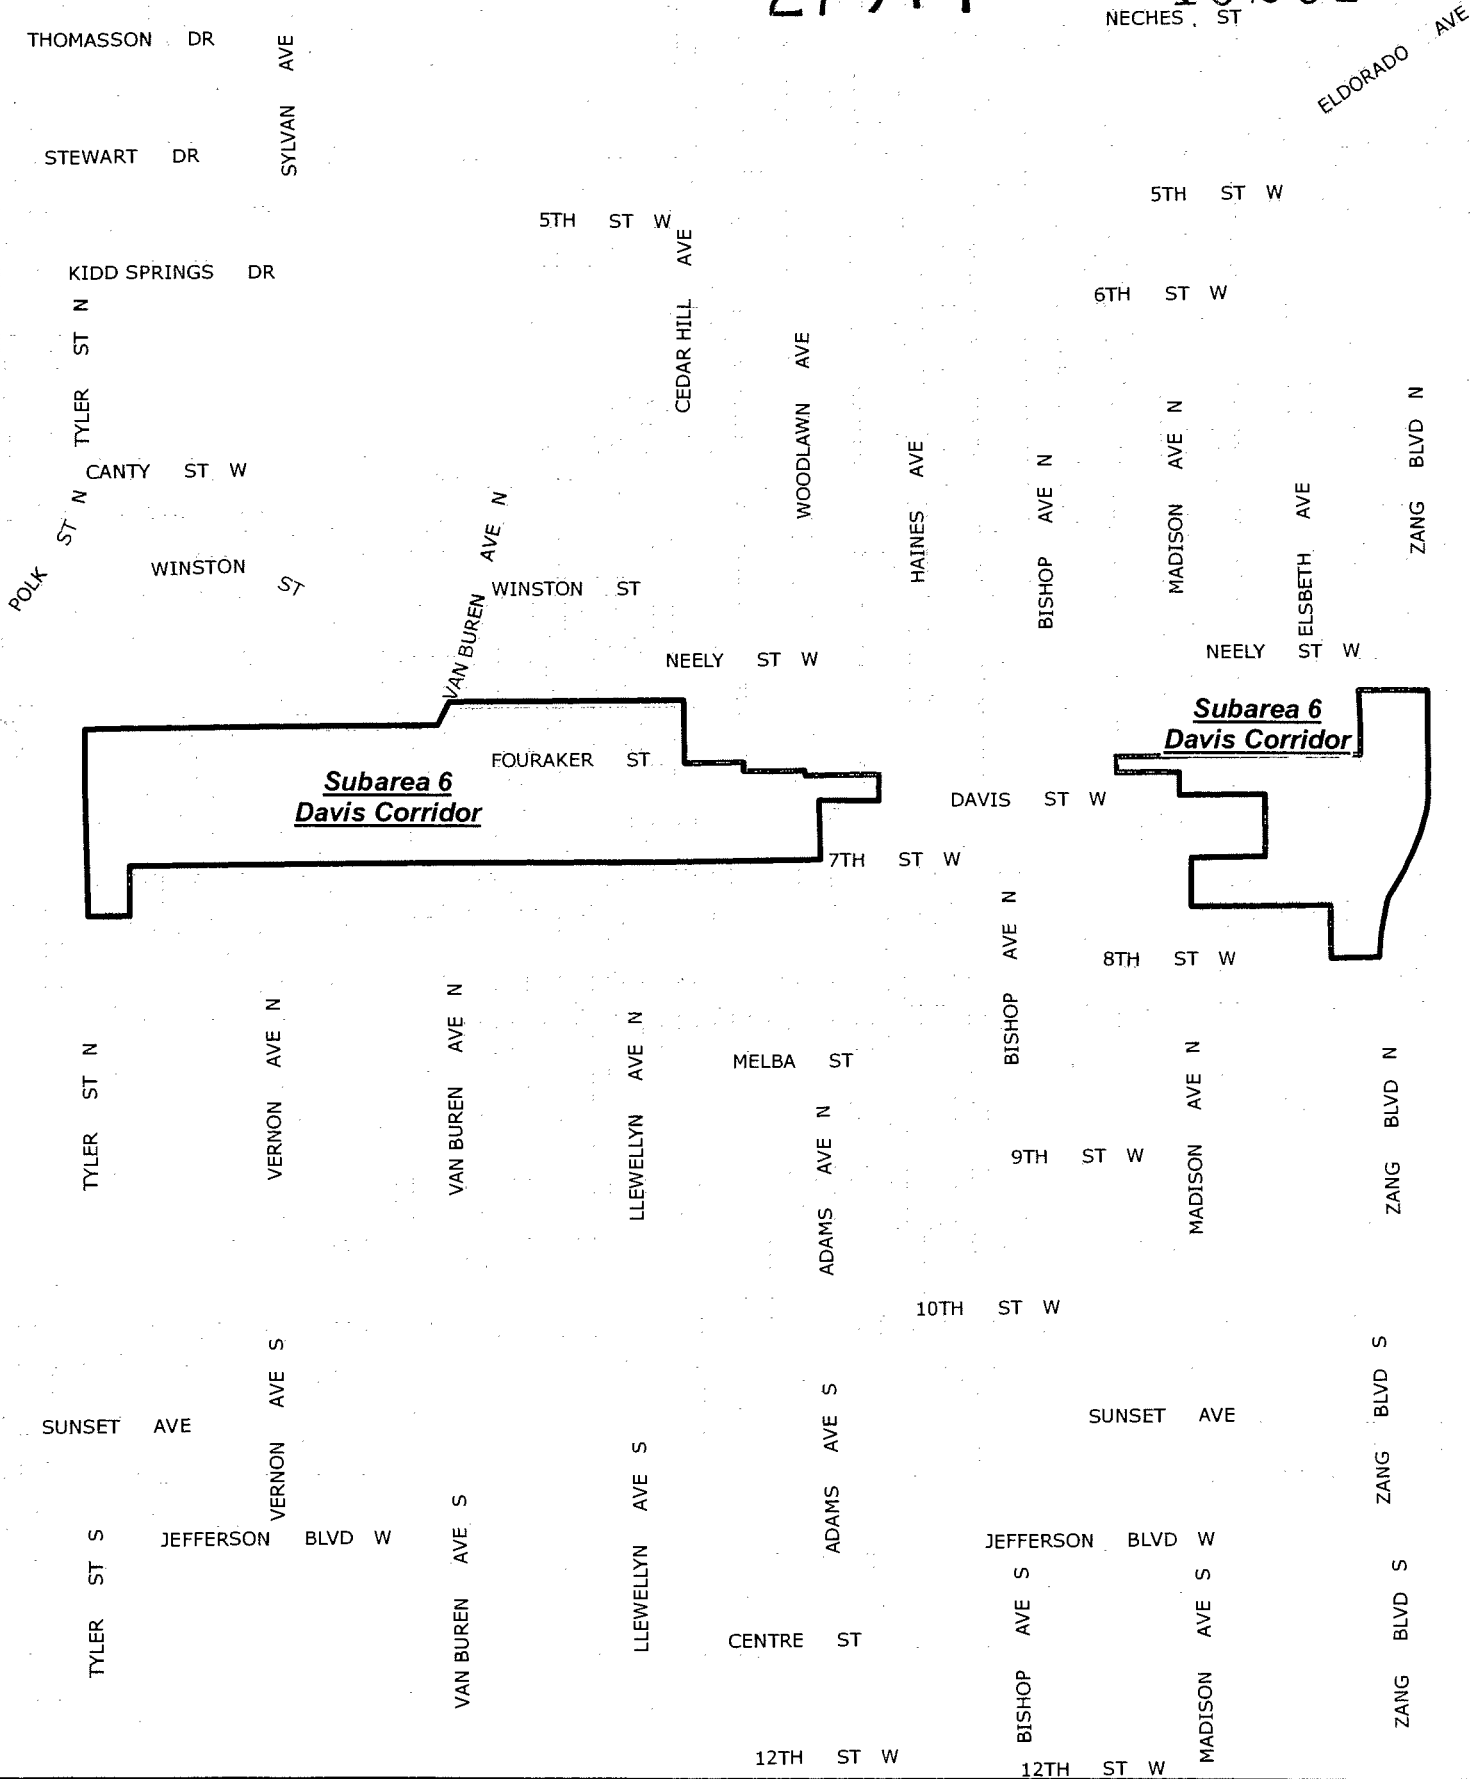 NECHES ST
ELDORADO AVE
THOMASSON DR
SYLVAN AVE
STEWART DR
5TH ST W
5TH ST W
CEDAR HILL AVE
KIDD SPRINGS DR
6TH ST W
TYLER ST N
WOODLAWN AVE
CANTY ST W
HAINES AVE
BISHOP AVE N
MADISON AVE N
ELSBETH AVE
ZANG BLVD N
POLK ST N
WINSTON ST
VAN BUREN AVE N
WINSTON ST
NEELY ST W
NEELY ST W
Subarea 6
Davis Corridor
FOURAKER ST
Subarea 6
Davis Corridor
DAVIS ST W
7TH ST W
BISHOP AVE N
8TH ST W
TYLER ST N
VERNON AVE N
VAN BUREN AVE N
LLEWELLYN AVE N
MELBA ST
ADAMS AVE N
9TH ST W
MADISON AVE N
ZANG BLVD N
10TH ST W
SUNSET AVE
VERNON AVE S
ADAMS AVE S
SUNSET AVE
ZANG BLVD S
TYLER ST S
JEFFERSON BLVD W
VAN BUREN AVE S
LLEWELLYN AVE S
JEFFERSON BLVD W
CENTRE ST
BISHOP AVE S
MADISON AVE S
ZANG BLVD S
12TH ST W
12TH ST W